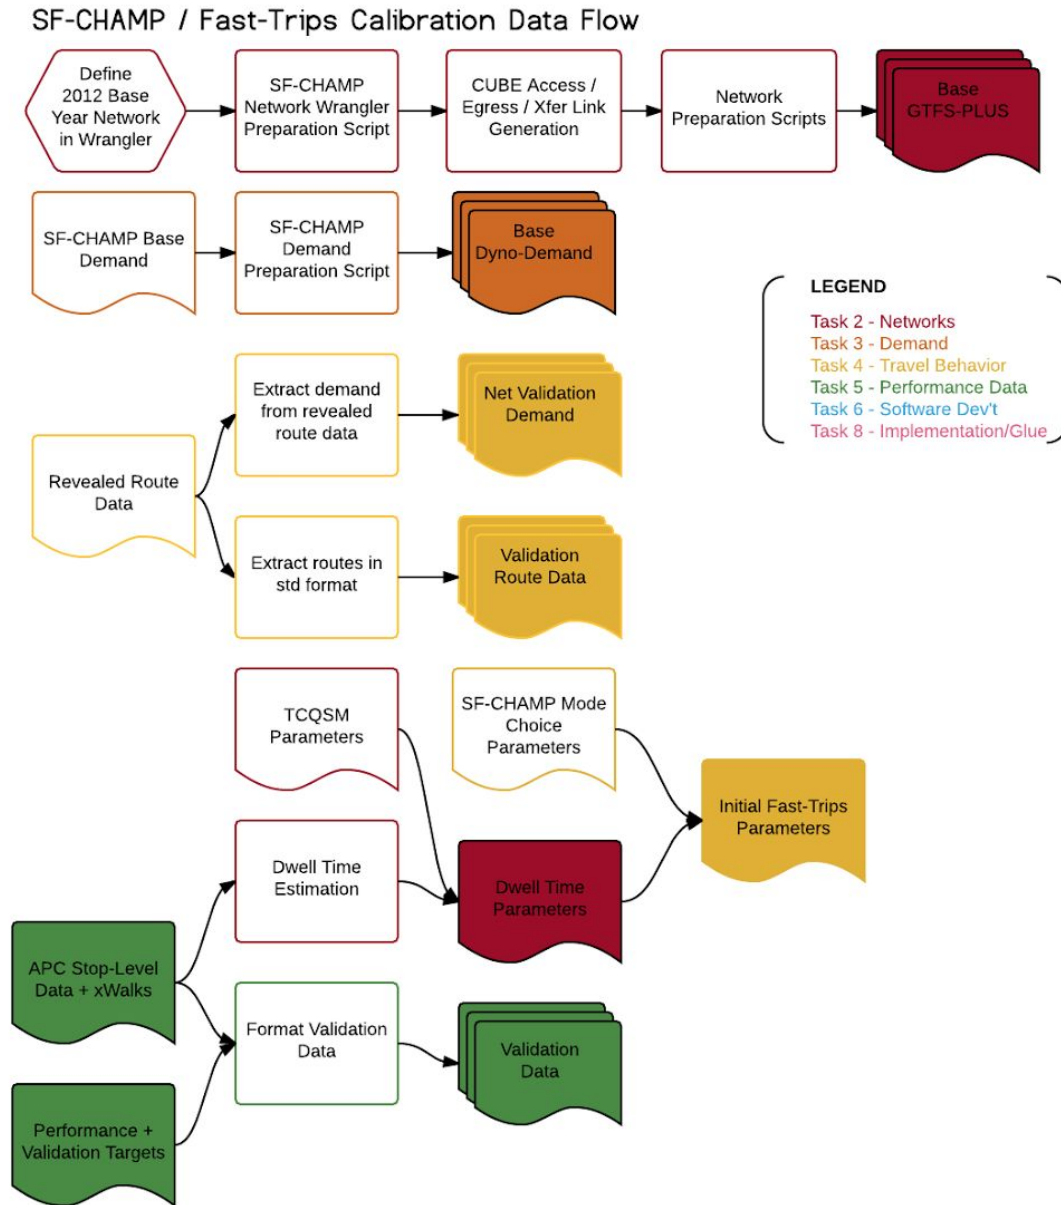 SF-CHAMP / Fast-Trips Calibration Data Flow
Define
2012 Base
Year Network
in Wrangler
SF-CHAMP
Network Wrangler
Preparation Script
CUBE Access /
Egress / Xfer Link
Generation
Network
Preparation Scripts
Base
GTFS-PLUS
SF-CHAMP Base
Demand
SF-CHAMP
Demand
Preparation Script
Base
Dyno-Demand
LEGEND
Task 2 - Networks
Task 3 - Demand
Task 4 - Travel Behavior
Task 5 - Performance Data
Task 6 - Software Dev't
Task 8 - Implementation/Glue
Revealed Route
Data
Extract demand
from revealed
route data
Net Validation
Demand
Extract routes in
std format
Validation
Route Data
TCQSM
Parameters
SF-CHAMP Mode
Choice
Parameters
Initial Fast-Trips
Parameters
Dwell Time
Estimation
Dwell Time
Parameters
APC Stop-Level
Data + xWalks
Format Validation
Data
Validation
Data
Performance +
Validation Targets